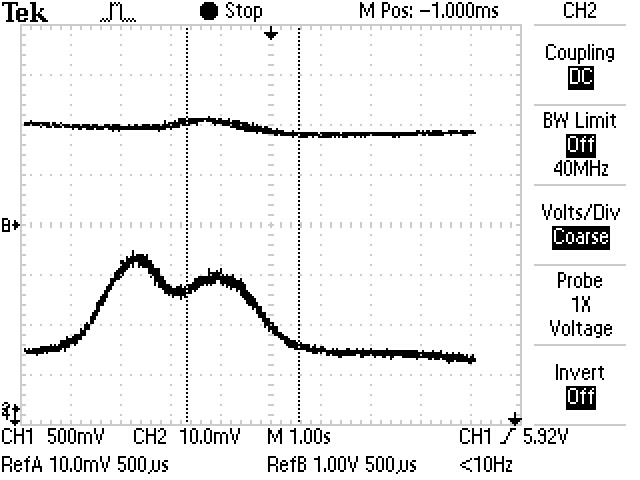 Tek Stop M Pos: -1.000ms CH2
Coupling
DC
BW Limit
Off
40MHz
Volts/Div
Coarse
Probe
1X
Voltage
Invert
Off
B
CH1 500mV CH2 10.0mV M 1.00s CH1 5.92V
RefA 10.0mV 500µs RefB 1.00V 500µs <10Hz